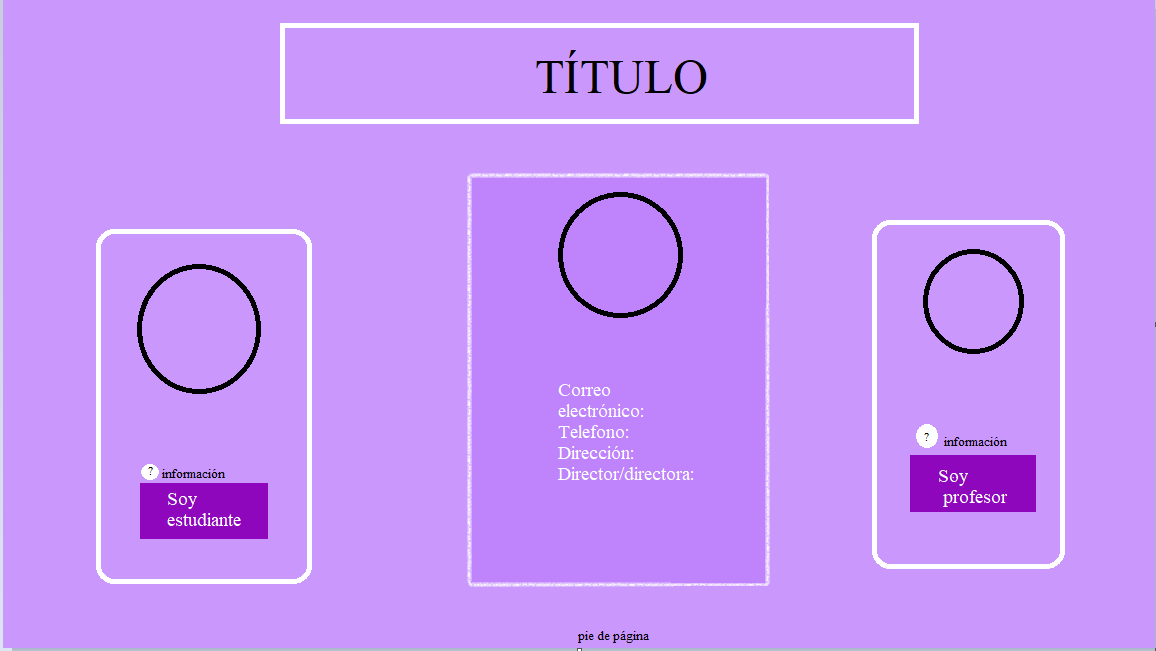 TÍTULO
? información
Soy
estudiante
Correo
electrónico:
Telefono:
Dirección:
Director/directora:
? información
Soy
profesor
pie de página